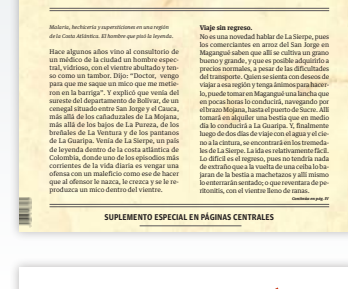 Malaria, hechicería y supersticiones en una región
de la Costa Atlántica. El hombre que pisó la leyenda.
Hace algunos años vino al consultorio de
un médico de la ciudad un hombre espec-
tral, vidrioso, con el vientre abultado y ten-
so como un tambor. Dijo: "Doctor,  vengo
para que me saque un mico que me metie-
ron en la barriga". Y explicó que venía del
sureste del departamento de Bolívar, de un
cenegal situado entre San Jorge y el Cauca,
más allá de los cañaduzales de La Mojana,
más allá de los bajos de La Pureza, de los
breñales de La Ventura y de los pantanos
de La Guaripa. Venía de La Sierpe, un país
de leyenda dentro de la costa atlántica de
Colombia, donde uno de los episodios más
corrientes de la vida diaria es vengar una
ofensa con un maleficio como ese de hacer
que al ofensor le nazca, le crezca y se le re-
produzca un mico dentro del vientre.
Viaje sin regreso.
No es una novedad hablar de La Sierpe, pues
los comerciantes en arroz del San Jorge en
Magangué saben que allí se cultiva un grano
bueno y grande, y que es posible adquirirlo a
precios normales, a pesar de las dificultades
del transporte. Quien se sienta con deseos de
viajar a esa región y tenga ánimos para hacer-
lo, puede tomar en Magangué una lancha que
en pocas horas lo conducirá, navegando por
el brazo Mojana, hasta el puerto de Sucre. Allí
tomará en alquiler una bestia que en medio
día lo conducirá a La Guaripa. Y, finalmente
luego de dos días de viaje con el agua y el cie-
no a la cintura, se encontrará en los tremeda-
les de La Sierpe. La ida es relativamente fácil.
Lo difícil es el regreso, pues no tendría nada
de extraño que a la vuelta de una ceiba lo ba-
jaran de la bestia a machetazos y allí mismo
lo enterrarán sentado; o que reventara de pe-
ritonitis, con el vientre lleno de ranas.
SUPLEMENTO ESPECIAL EN PÁGINAS CENTRALES